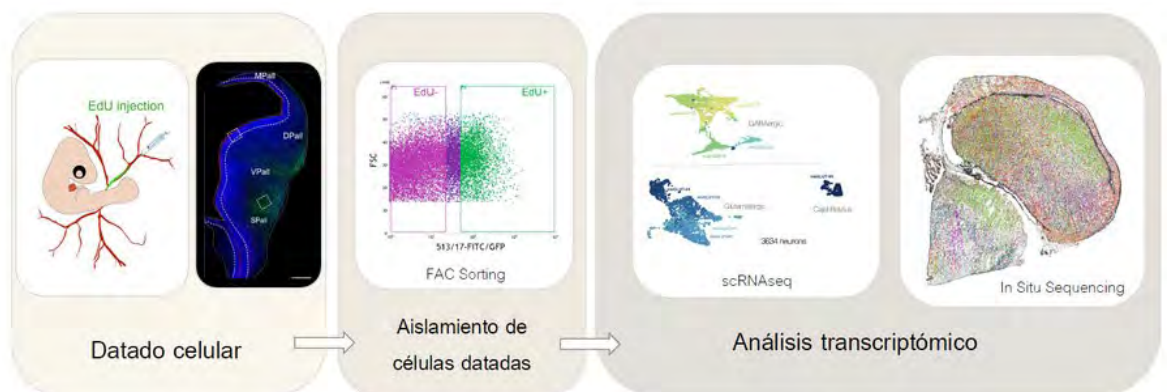 EdU injection
MPall
DPall
VPall
SPall
Datado celular
EdU-
EdU+
FSC
513/17-FITC/GFP
FAC Sorting
Aislamiento de
células datadas
GABAergic
Glutamatergic
Cajal-Retzius
3634 neurons
scRNAseq
In Situ Sequencing
Análisis transcriptómico